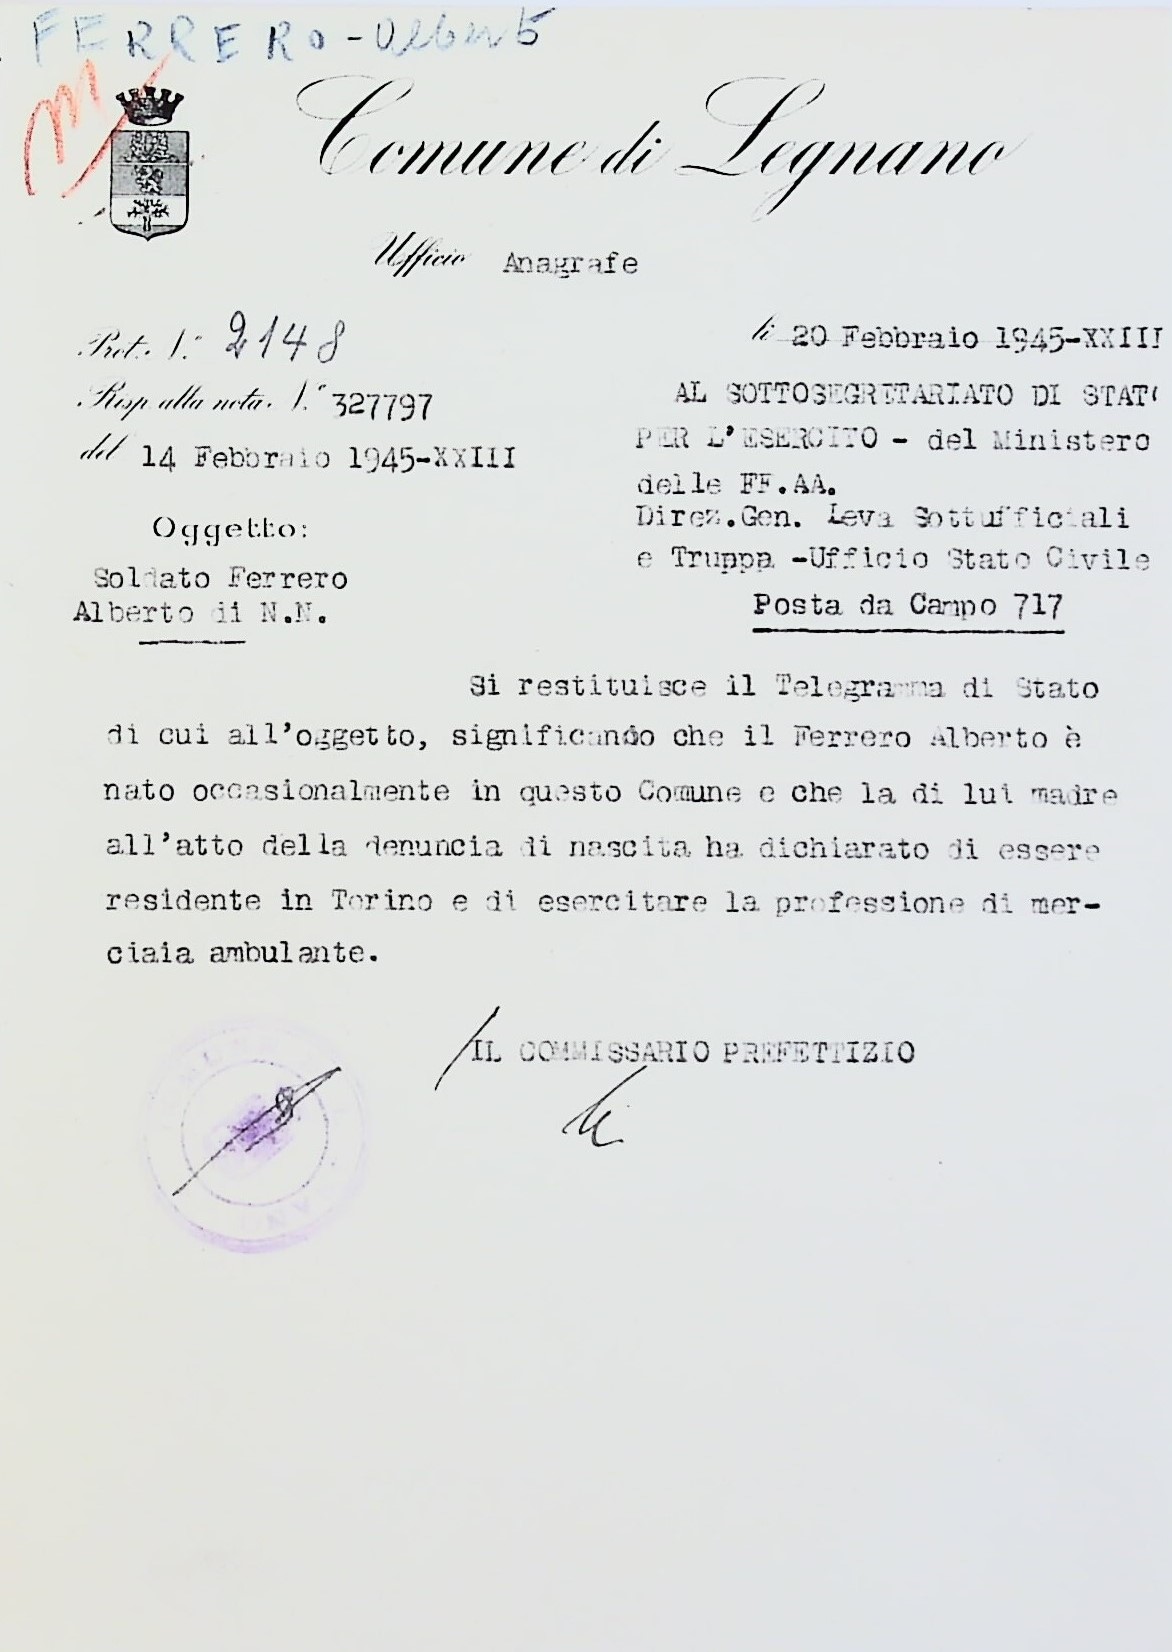 FERRERO - Alberto
Comune di Legnano
Ufficio Anagrafe
Prot. N.° 2148
Risp. alla nota N.° 327797
del 14 Febbraio 1945-XXIII
Oggetto:
Soldato Ferrero
Alberto di N.N.
li 20 Febbraio 1945-XXIII
AL SOTTOSEGRETARIATO DI STAT
PER L'ESERCITO - del Ministero
delle FF.AA.
Direz.Gen. Leva Sottufficiali
e Truppa -Ufficio Stato Civile
Posta da Campo 717
Si restituisce il Telegramma di Stato
di cui all'oggetto, significando che il Ferrero Alberto è
nato occasionalmente in questo Comune e che la di lui madre
all'atto della denuncia di nascita ha dichiarato di essere
residente in Torino e di esercitare la professione di mer-
ciaia ambulante.
IL COMMISSARIO PREFETTIZIO